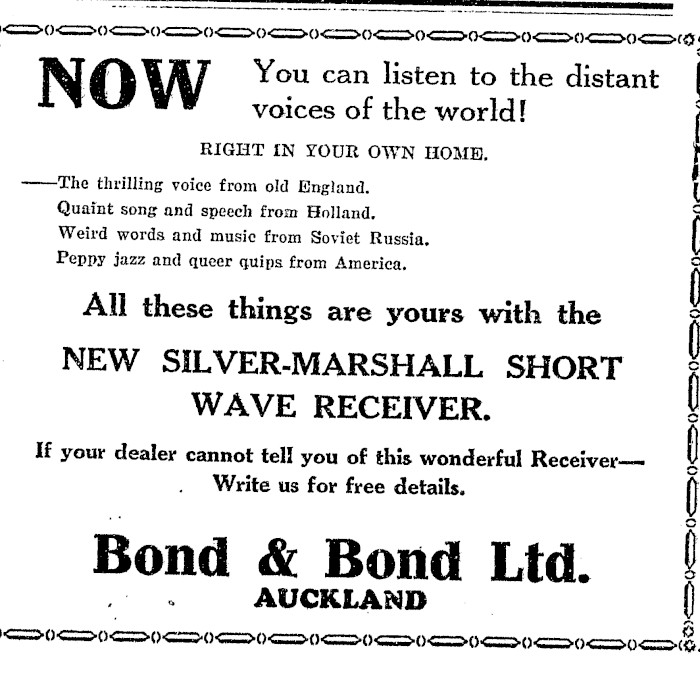 NOW
You can listen to the distant
voices of the world!
RIGHT IN YOUR OWN HOME.
——The thrilling voice from old England.
Quaint song and speech from Holland.
Weird words and music from Soviet Russia.
Peppy jazz and queer quips from America.
All these things are yours with the
NEW SILVER-MARSHALL SHORT
WAVE RECEIVER.
If your dealer cannot tell you of this wonderful Receiver—
Write us for free details.
Bond & Bond Ltd.
AUCKLAND